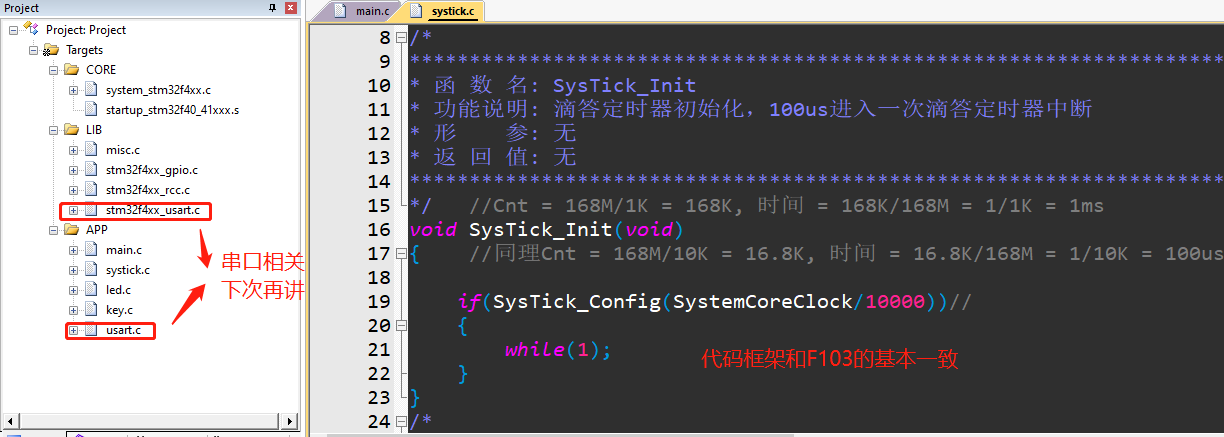 Project
Project: Project
Targets
CORE
system_stm32f4xx.c
startup_stm32f40_41xxx.s
LIB
misc.c
stm32f4xx_gpio.c
stm32f4xx_rcc.c
stm32f4xx_usart.c
APP
main.c
systick.c
led.c
key.c
usart.c
串口相关
下次再讲
main.c
systick.c
8 /*
9 ********************************************************************
10 * 函 数 名: SysTick_Init
11 * 功能说明: 滴答定时器初始化，100us进入一次滴答定时器中断
12 * 形    参: 无
13 * 返 回 值: 无
14 ********************************************************************
15 */   //Cnt = 168M/1K = 168K, 时间 = 168K/168M = 1/1K = 1ms
16 void SysTick_Init(void)
17 {    //同理Cnt = 168M/10K = 16.8K, 时间 = 16.8K/168M = 1/10K = 100us
18
19 if(SysTick_Config(SystemCoreClock/10000))//
20 {
21 while(1);
22 }
23 }
24 /*
代码框架和F103的基本一致